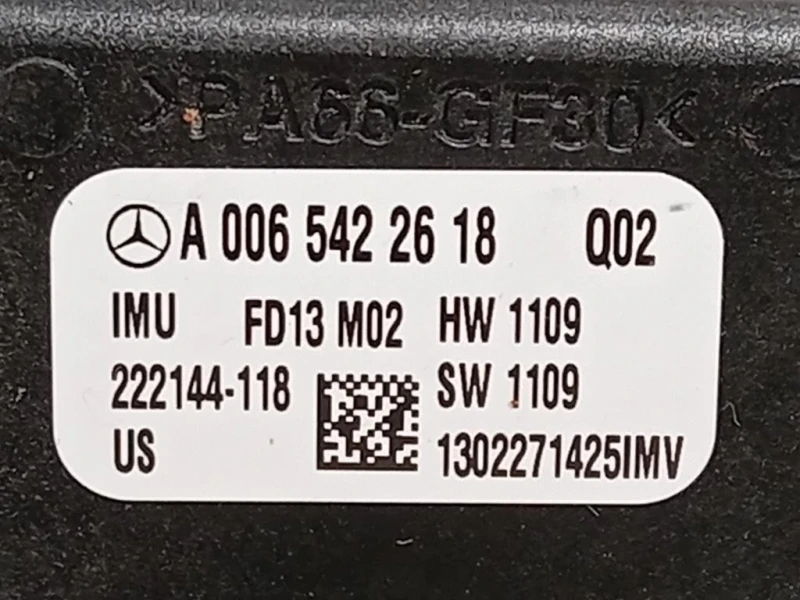 >PA66-GF30<
A 006 542 26 18 Q02
IMU FD13 M02 HW 1109
222144-118 SW 1109
US 1302271425IMV